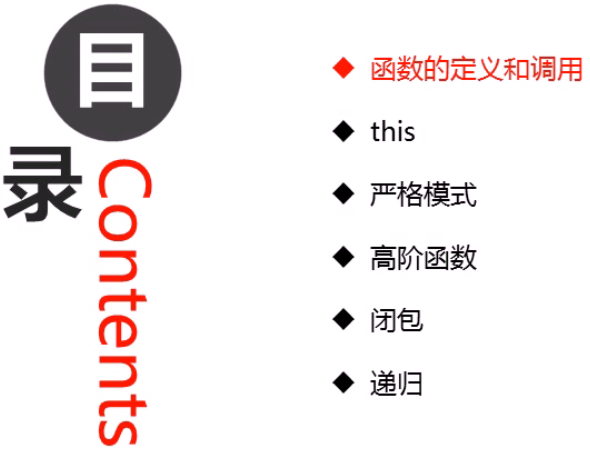 目
录
Contents
函数的定义和调用
this
严格模式
高阶函数
闭包
递归